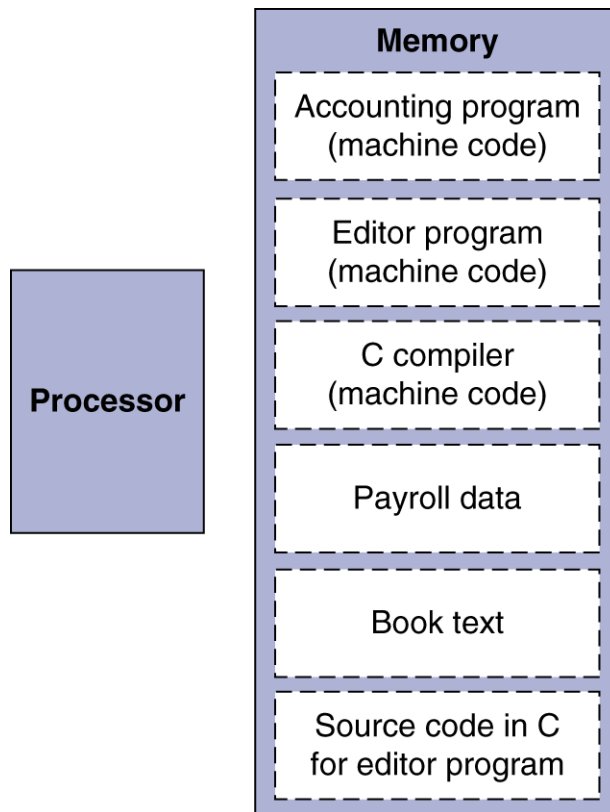 Memory
Accounting program
(machine code)
Editor program
(machine code)
C compiler
(machine code)
Processor
Payroll data
Book text
Source code in C
for editor program